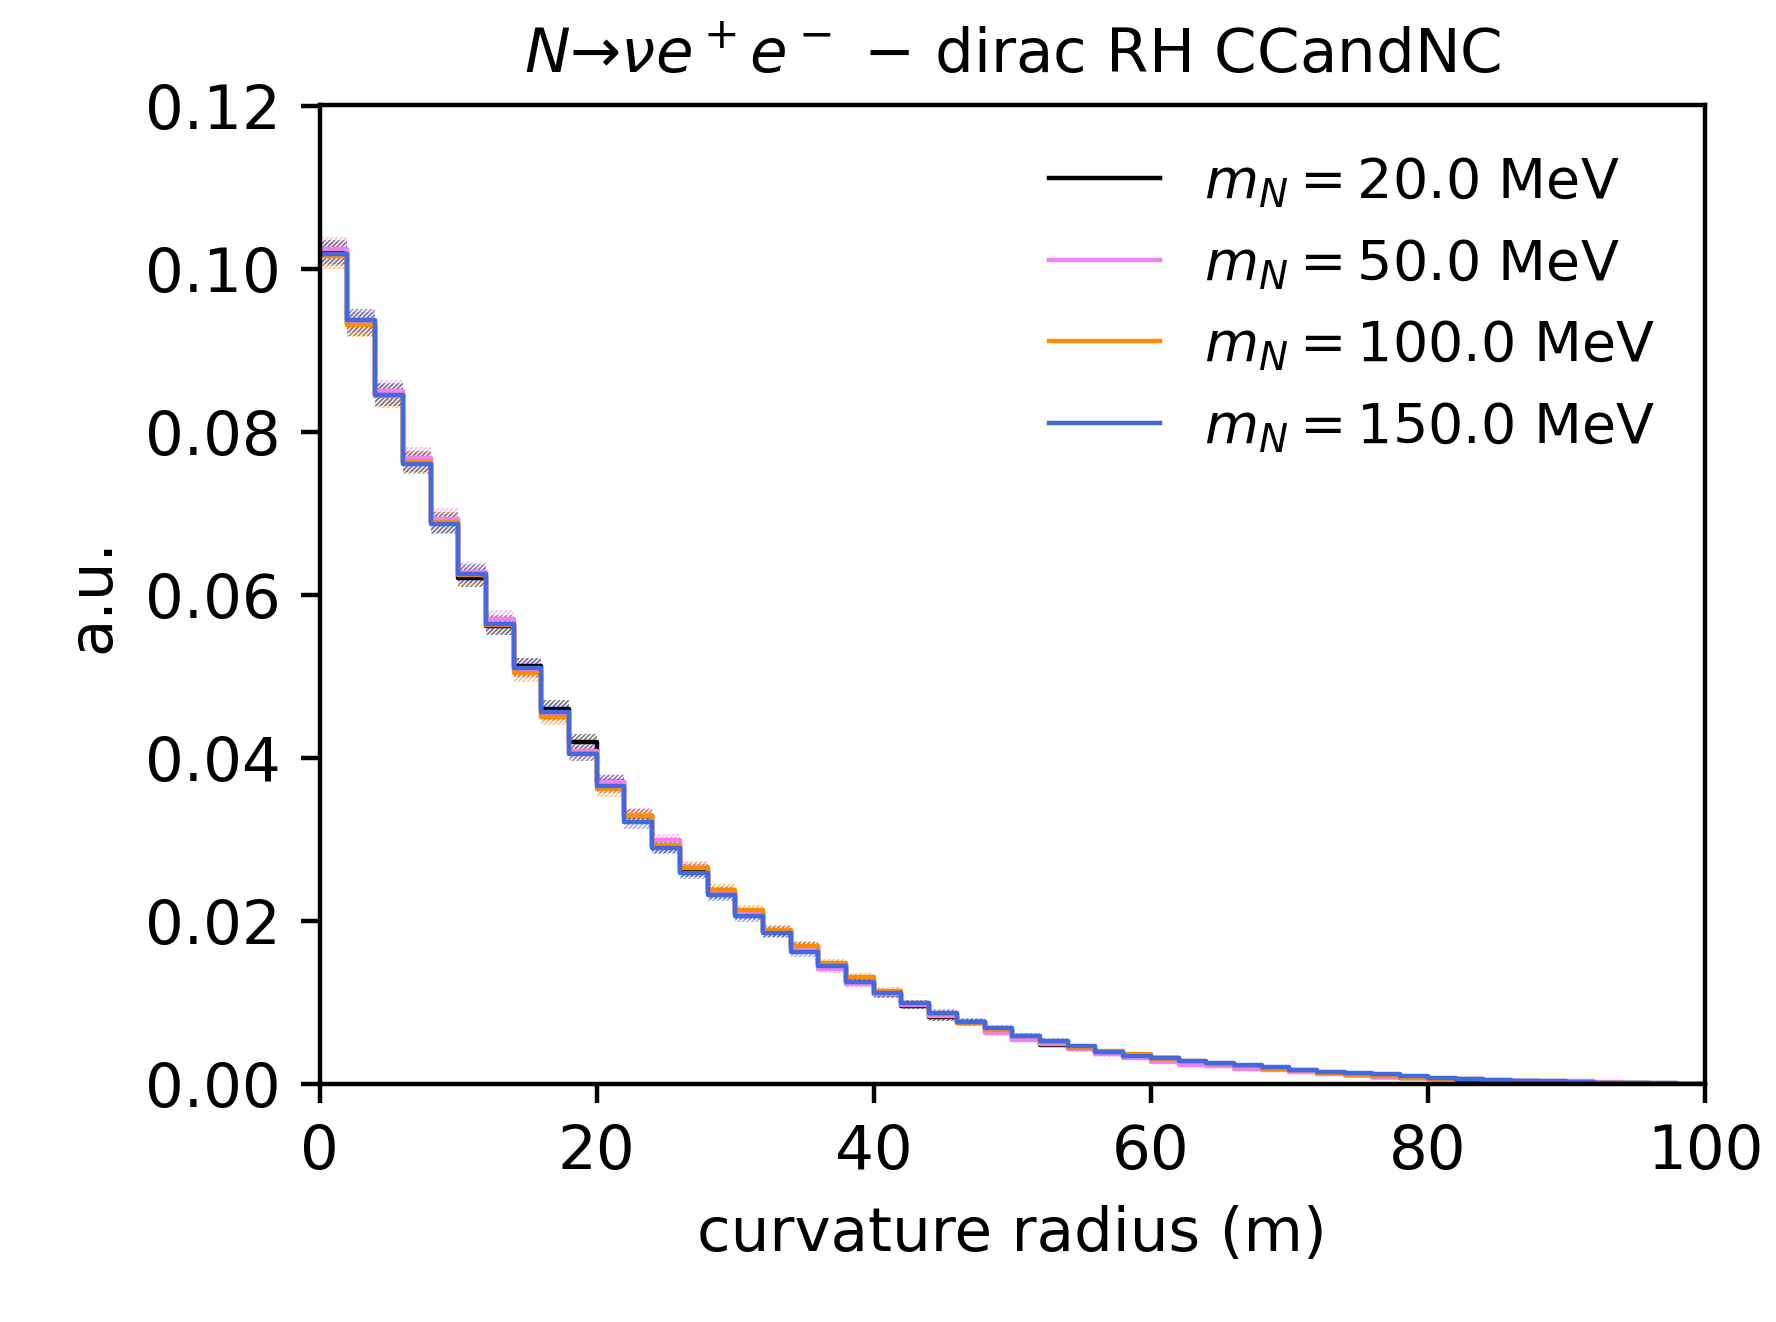 N→νe⁺e⁻ − dirac RH CCandNC
0.12
0.10
0.08
0.06
0.04
0.02
0.00
a.u.
m_N = 20.0 MeV
m_N = 50.0 MeV
m_N = 100.0 MeV
m_N = 150.0 MeV
0 20 40 60 80 100
curvature radius (m)